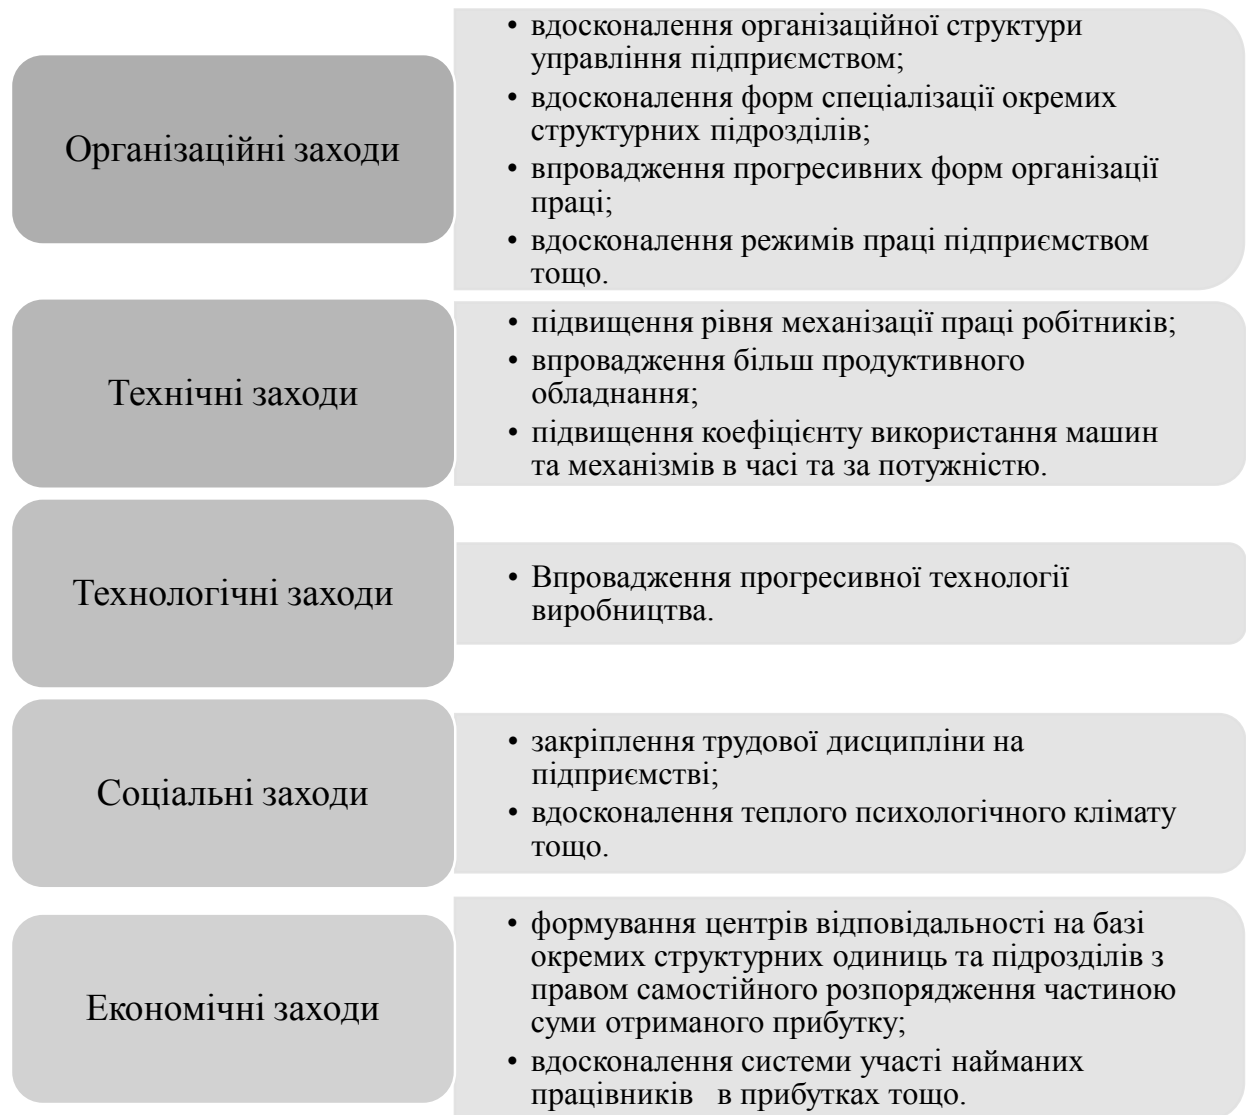 Організаційні заходи
• вдосконалення організаційної структури
управління підприємством;
• вдосконалення форм спеціалізації окремих
структурних підрозділів;
• впровадження прогресивних форм організації
праці;
• вдосконалення режимів праці підприємством
тощо.
Технічні заходи
• підвищення рівня механізації праці робітників;
• впровадження більш продуктивного
обладнання;
• підвищення коефіцієнту використання машин
та механізмів в часі та за потужністю.
Технологічні заходи
• Впровадження прогресивної технології
виробництва.
Соціальні заходи
• закріплення трудової дисципліни на
підприємстві;
• вдосконалення теплого психологічного клімату
тощо.
Економічні заходи
• формування центрів відповідальності на базі
окремих структурних одиниць та підрозділів з
правом самостійного розпорядження частиною
суми отриманого прибутку;
• вдосконалення системи участі найманих
працівників в прибутках тощо.